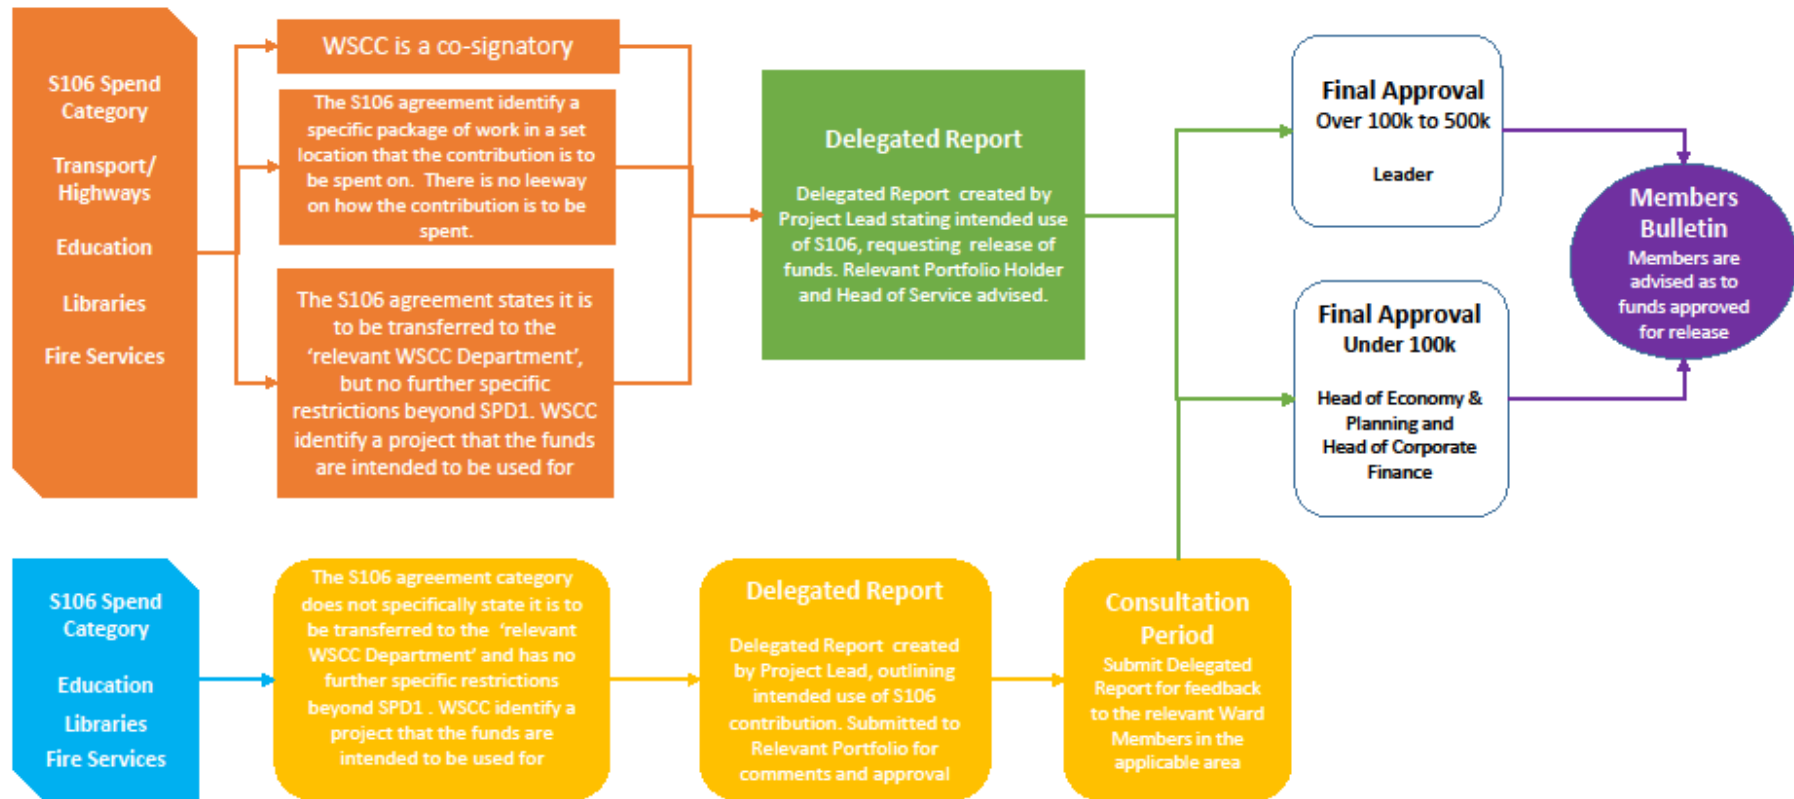 S106 Spend
Category
Transport/
Highways
Education
Libraries
Fire Services
WSCC is a co-signatory
The S106 agreement identify a
specific package of work in a set
location that the contribution is to
be spent on.  There is no leeway
on how the contribution is to be
spent.
The S106 agreement states it is
to be transferred to the
‘relevant WSCC Department’,
but no further specific
restrictions beyond SPD1. WSCC
identify a project that the funds
are intended to be used for
Delegated Report
Delegated Report  created by
Project Lead stating intended use
of S106, requesting  release of
funds. Relevant Portfolio Holder
and Head of Service advised.
Final Approval
Over 100k to 500k
Leader
Final Approval
Under 100k
Head of Economy &
Planning and
Head of Corporate
Finance
Members
Bulletin
Members are
advised as to
funds approved
for release
S106 Spend
Category
Education
Libraries
Fire Services
The S106 agreement category
does not specifically state it is to
be transferred to the  ‘relevant
WSCC Department’ and has no
further specific restrictions
beyond SPD1 . WSCC identify a
project that the funds are
intended to be used for
Delegated Report
Delegated Report  created
by Project Lead, outlining
intended use of S106
contribution. Submitted to
Relevant Portfolio for
comments and approval
Consultation
Period
Submit Delegated
Report for feedback
to the relevant Ward
Members in the
applicable area